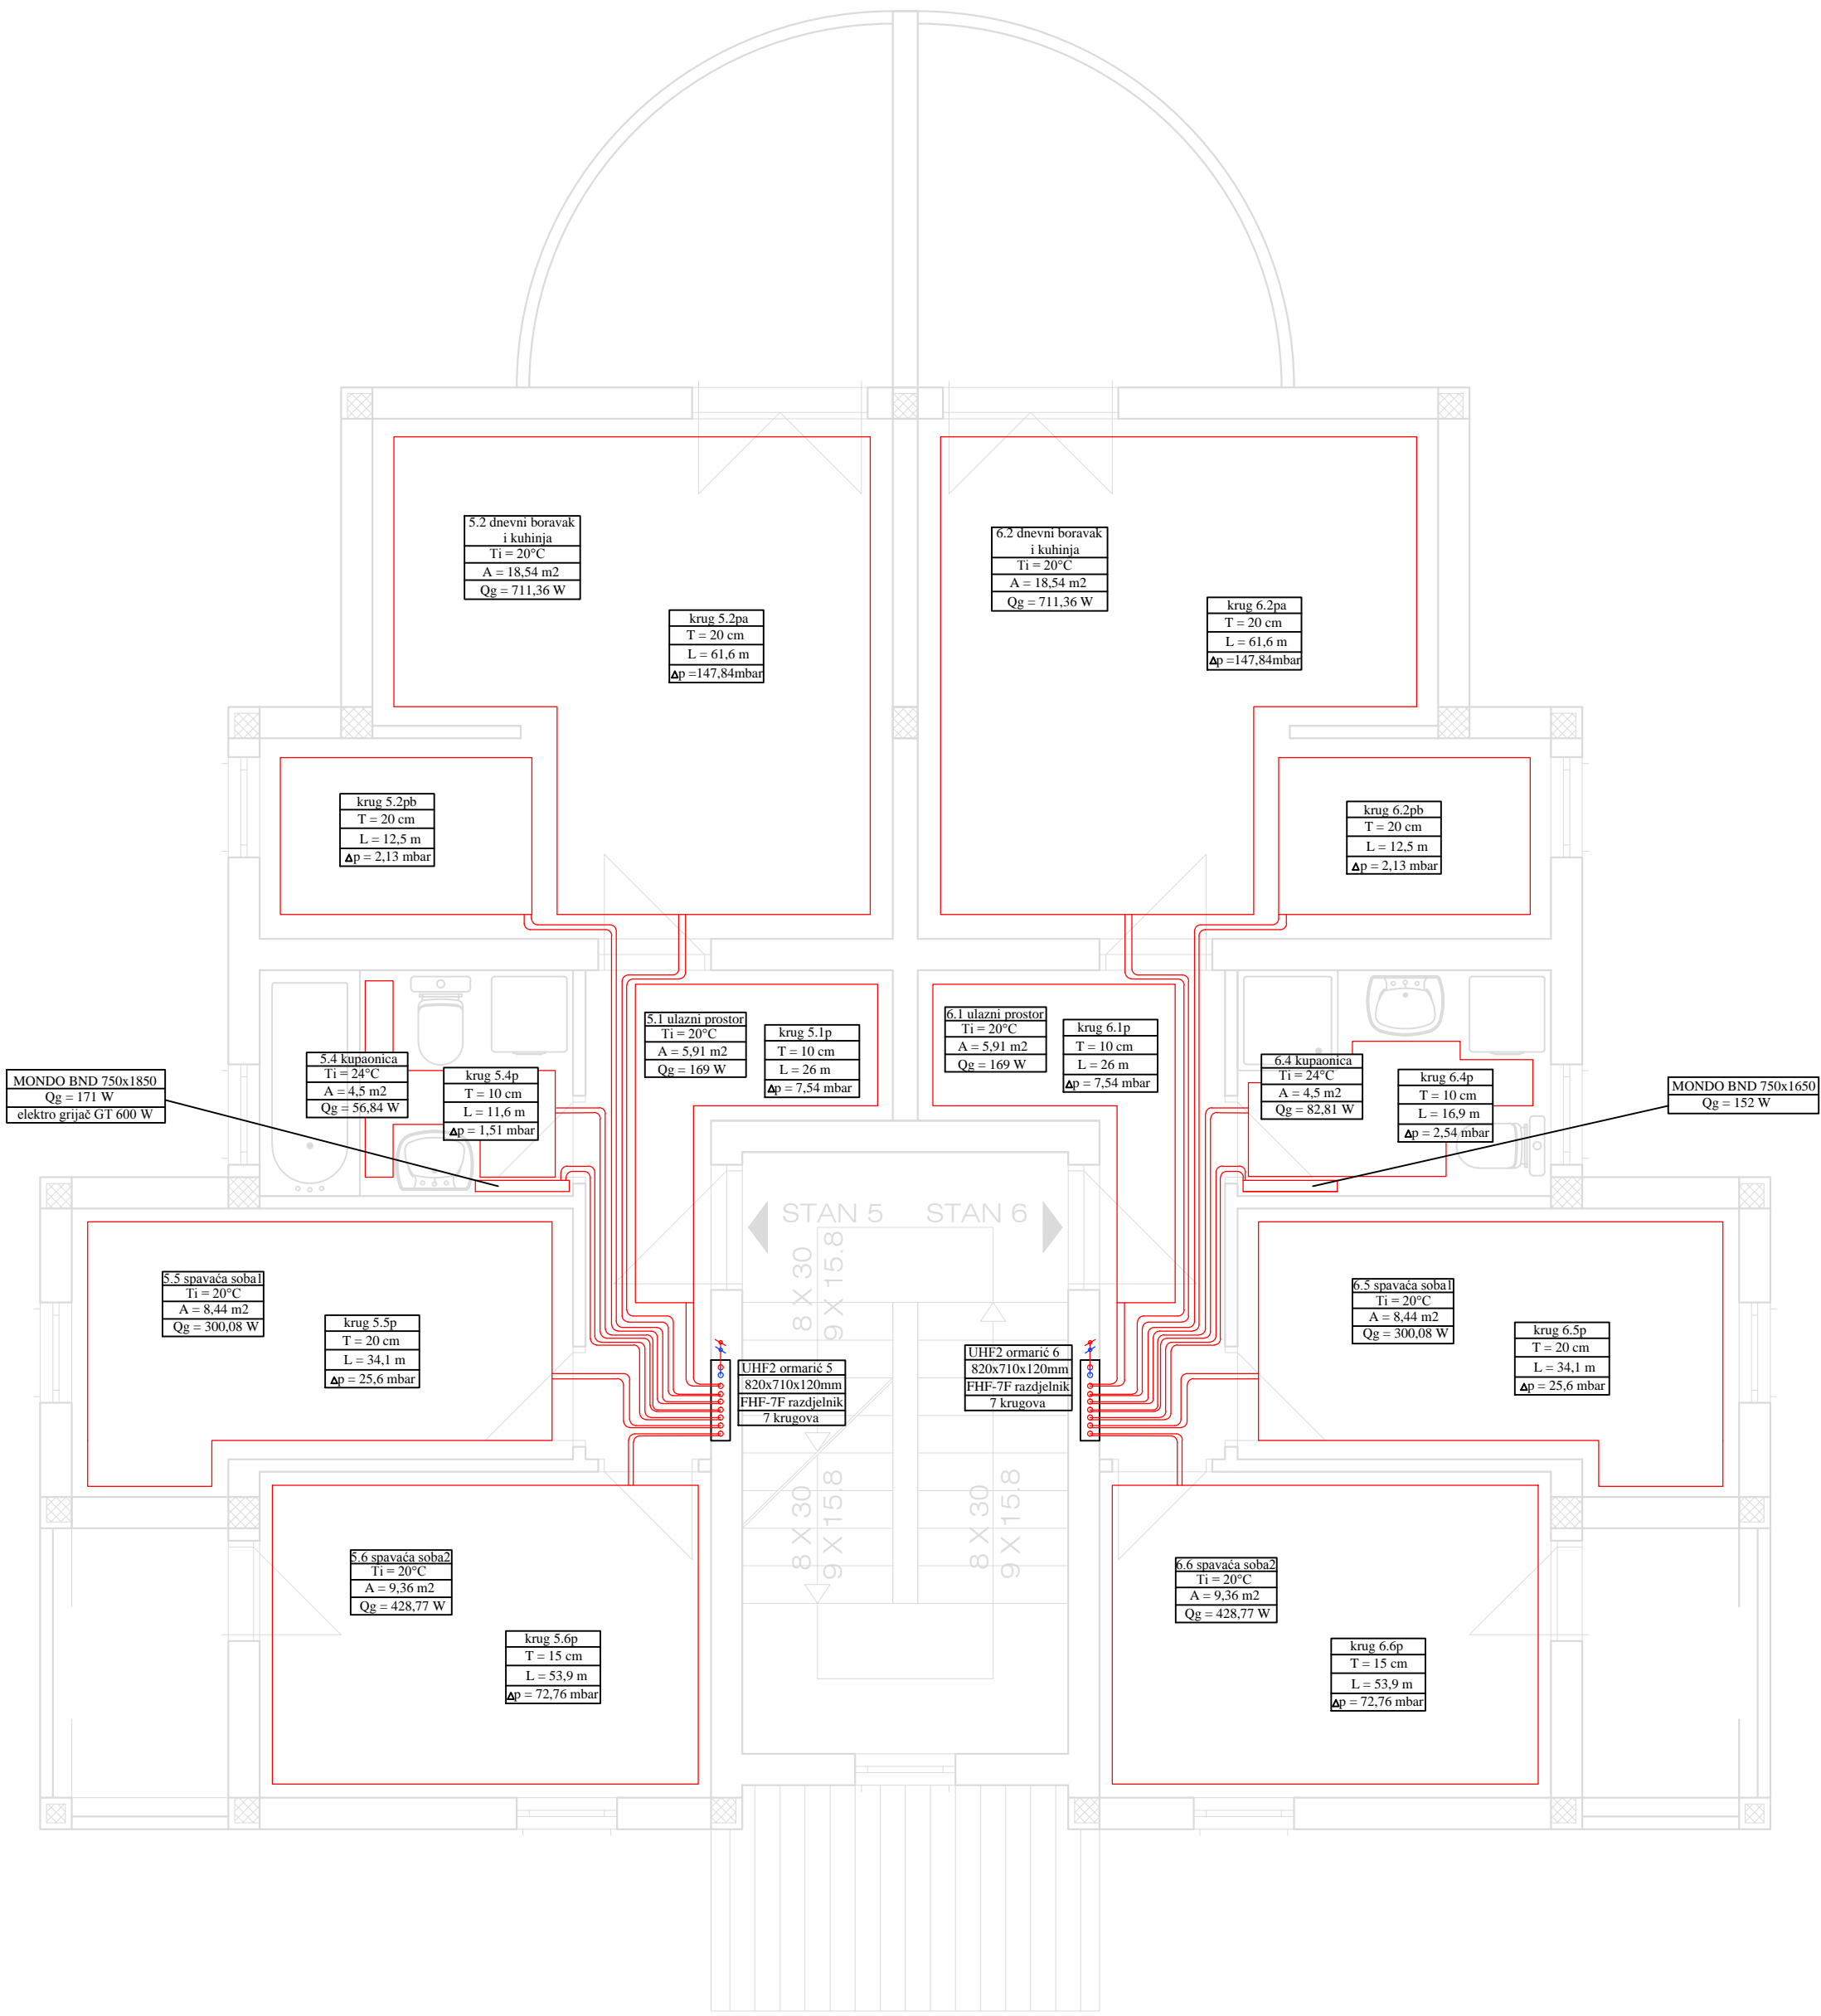 5.2 dnevni boravak
i kuhinja
Ti = 20°C
A = 18,54 m2
Qg = 711,36 W
krug 5.2pa
T = 20 cm
L = 61,6 m
Δp =147,84mbar
6.2 dnevni boravak
i kuhinja
Ti = 20°C
A = 18,54 m2
Qg = 711,36 W
krug 6.2pa
T = 20 cm
L = 61,6 m
Δp =147,84mbar
krug 5.2pb
T = 20 cm
L = 12,5 m
Δp = 2,13 mbar
krug 6.2pb
T = 20 cm
L = 12,5 m
Δp = 2,13 mbar
5.1 ulazni prostor
Ti = 20°C
A = 5,91 m2
Qg = 169 W
krug 5.1p
T = 10 cm
L = 26 m
Δp = 7,54 mbar
6.1 ulazni prostor
Ti = 20°C
A = 5,91 m2
Qg = 169 W
krug 6.1p
T = 10 cm
L = 26 m
Δp = 7,54 mbar
MONDO BND 750x1850
Qg = 171 W
elektro grijač GT 600 W
5.4 kupaonica
Ti = 24°C
A = 4,5 m2
Qg = 56,84 W
krug 5.4p
T = 10 cm
L = 11,6 m
Δp = 1,51 mbar
6.4 kupaonica
Ti = 24°C
A = 4,5 m2
Qg = 82,81 W
krug 6.4p
T = 10 cm
L = 16,9 m
Δp = 2,54 mbar
MONDO BND 750x1650
Qg = 152 W
STAN 5
STAN 6
8 X 30
9 X 15.8
5.5 spavaća soba1
Ti = 20°C
A = 8,44 m2
Qg = 300,08 W
krug 5.5p
T = 20 cm
L = 34,1 m
Δp = 25,6 mbar
6.5 spavaća soba1
Ti = 20°C
A = 8,44 m2
Qg = 300,08 W
krug 6.5p
T = 20 cm
L = 34,1 m
Δp = 25,6 mbar
UHF2 ormarić 5
820x710x120mm
FHF-7F razdjelnik
7 krugova
UHF2 ormarić 6
820x710x120mm
FHF-7F razdjelnik
7 krugova
8 X 30
9 X 15.8
8 X 30
9 X 15.8
5.6 spavaća soba2
Ti = 20°C
A = 9,36 m2
Qg = 428,77 W
krug 5.6p
T = 15 cm
L = 53,9 m
Δp = 72,76 mbar
6.6 spavaća soba2
Ti = 20°C
A = 9,36 m2
Qg = 428,77 W
krug 6.6p
T = 15 cm
L = 53,9 m
Δp = 72,76 mbar